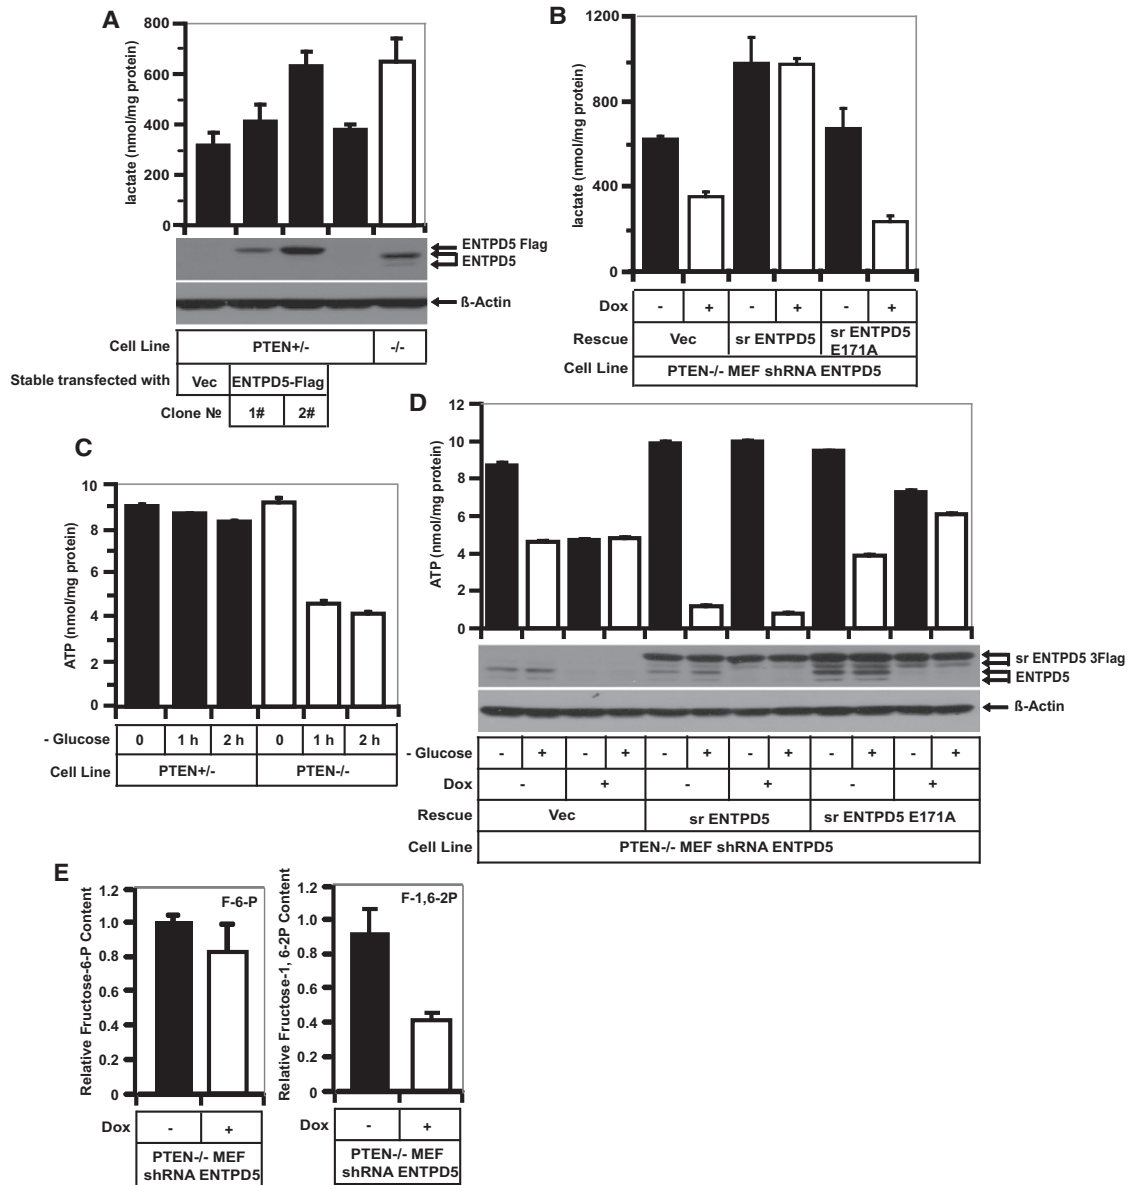 A
800
600
400
200
0
lactate (nmol/mg protein)
ENTPD5 Flag
ENTPD5
ß-Actin
Cell Line PTEN+/- -/-
Stable transfected with Vec ENTPD5-Flag
Clone № 1# 2#
B
1200
800
400
0
lactate (nmol/mg protein)
Dox - + - + - +
Rescue Vec sr ENTPD5 sr ENTPD5 E171A
Cell Line PTEN-/- MEF shRNA ENTPD5
C
10
8
6
4
2
0
ATP (nmol/mg protein)
- Glucose 0 1 h 2 h 0 1 h 2 h
Cell Line PTEN+/- PTEN-/-
D
12
10
8
6
4
2
0
ATP (nmol/mg protein)
sr ENTPD5 3Flag
ENTPD5
ß-Actin
- Glucose - + - + - + - + - + - +
Dox - + - + - +
Rescue Vec sr ENTPD5 sr ENTPD5 E171A
Cell Line PTEN-/- MEF shRNA ENTPD5
E
1.2
1.0
0.8
0.6
0.4
0.2
0
Relative Fructose-6-P Content
F-6-P
Dox - +
PTEN-/- MEF
shRNA ENTPD5
1.2
1.0
0.8
0.6
0.4
0.2
0
Relative Fructose-1, 6-2P Content
F-1,6-2P
Dox - +
PTEN-/- MEF
shRNA ENTPD5